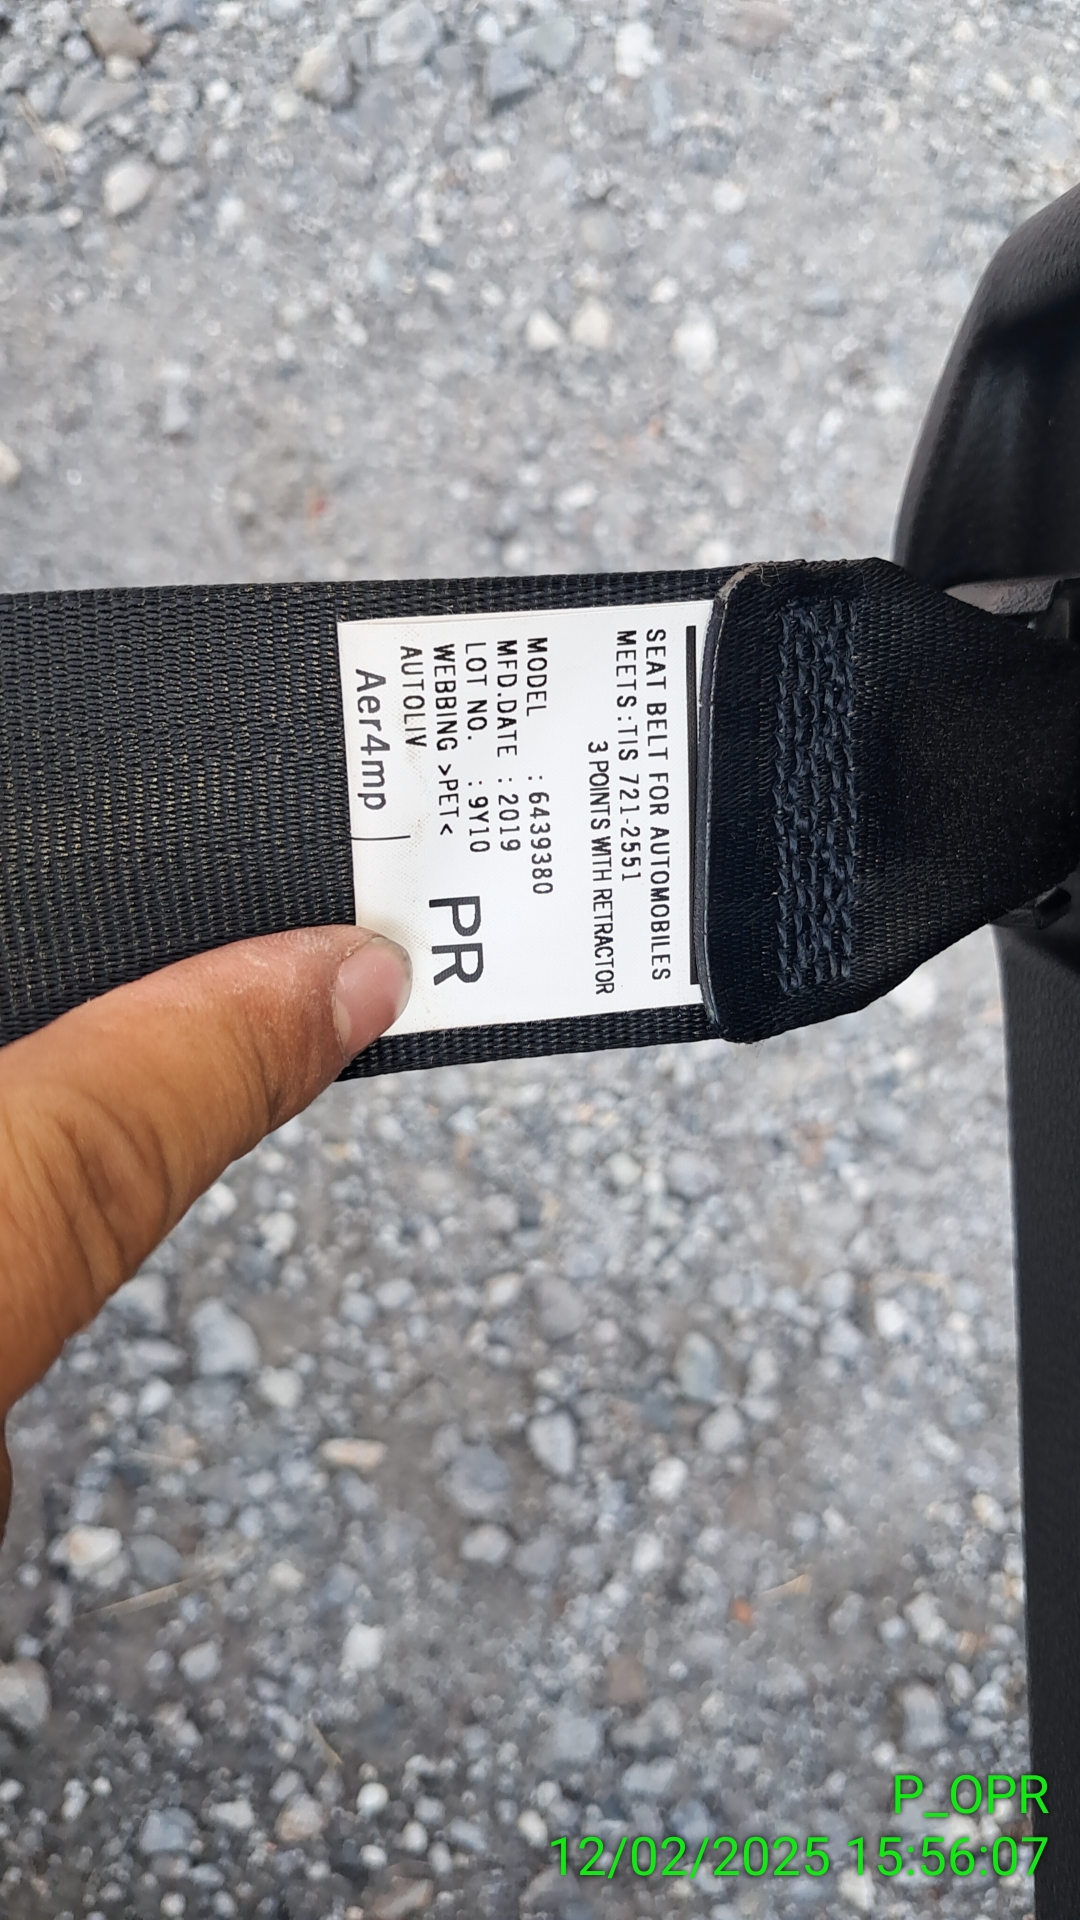 SEAT BELT FOR AUTOMOBILES
MEETS :TIS 721-2551
3 POINTS WITH RETRACTOR
MODEL : 6439380
MFD.DATE : 2019
LOT NO. : 9Y10
WEBBING >PET<
PR
AUTOLIV
Aer4mp
P_OPR
12/02/2025 15:56:07